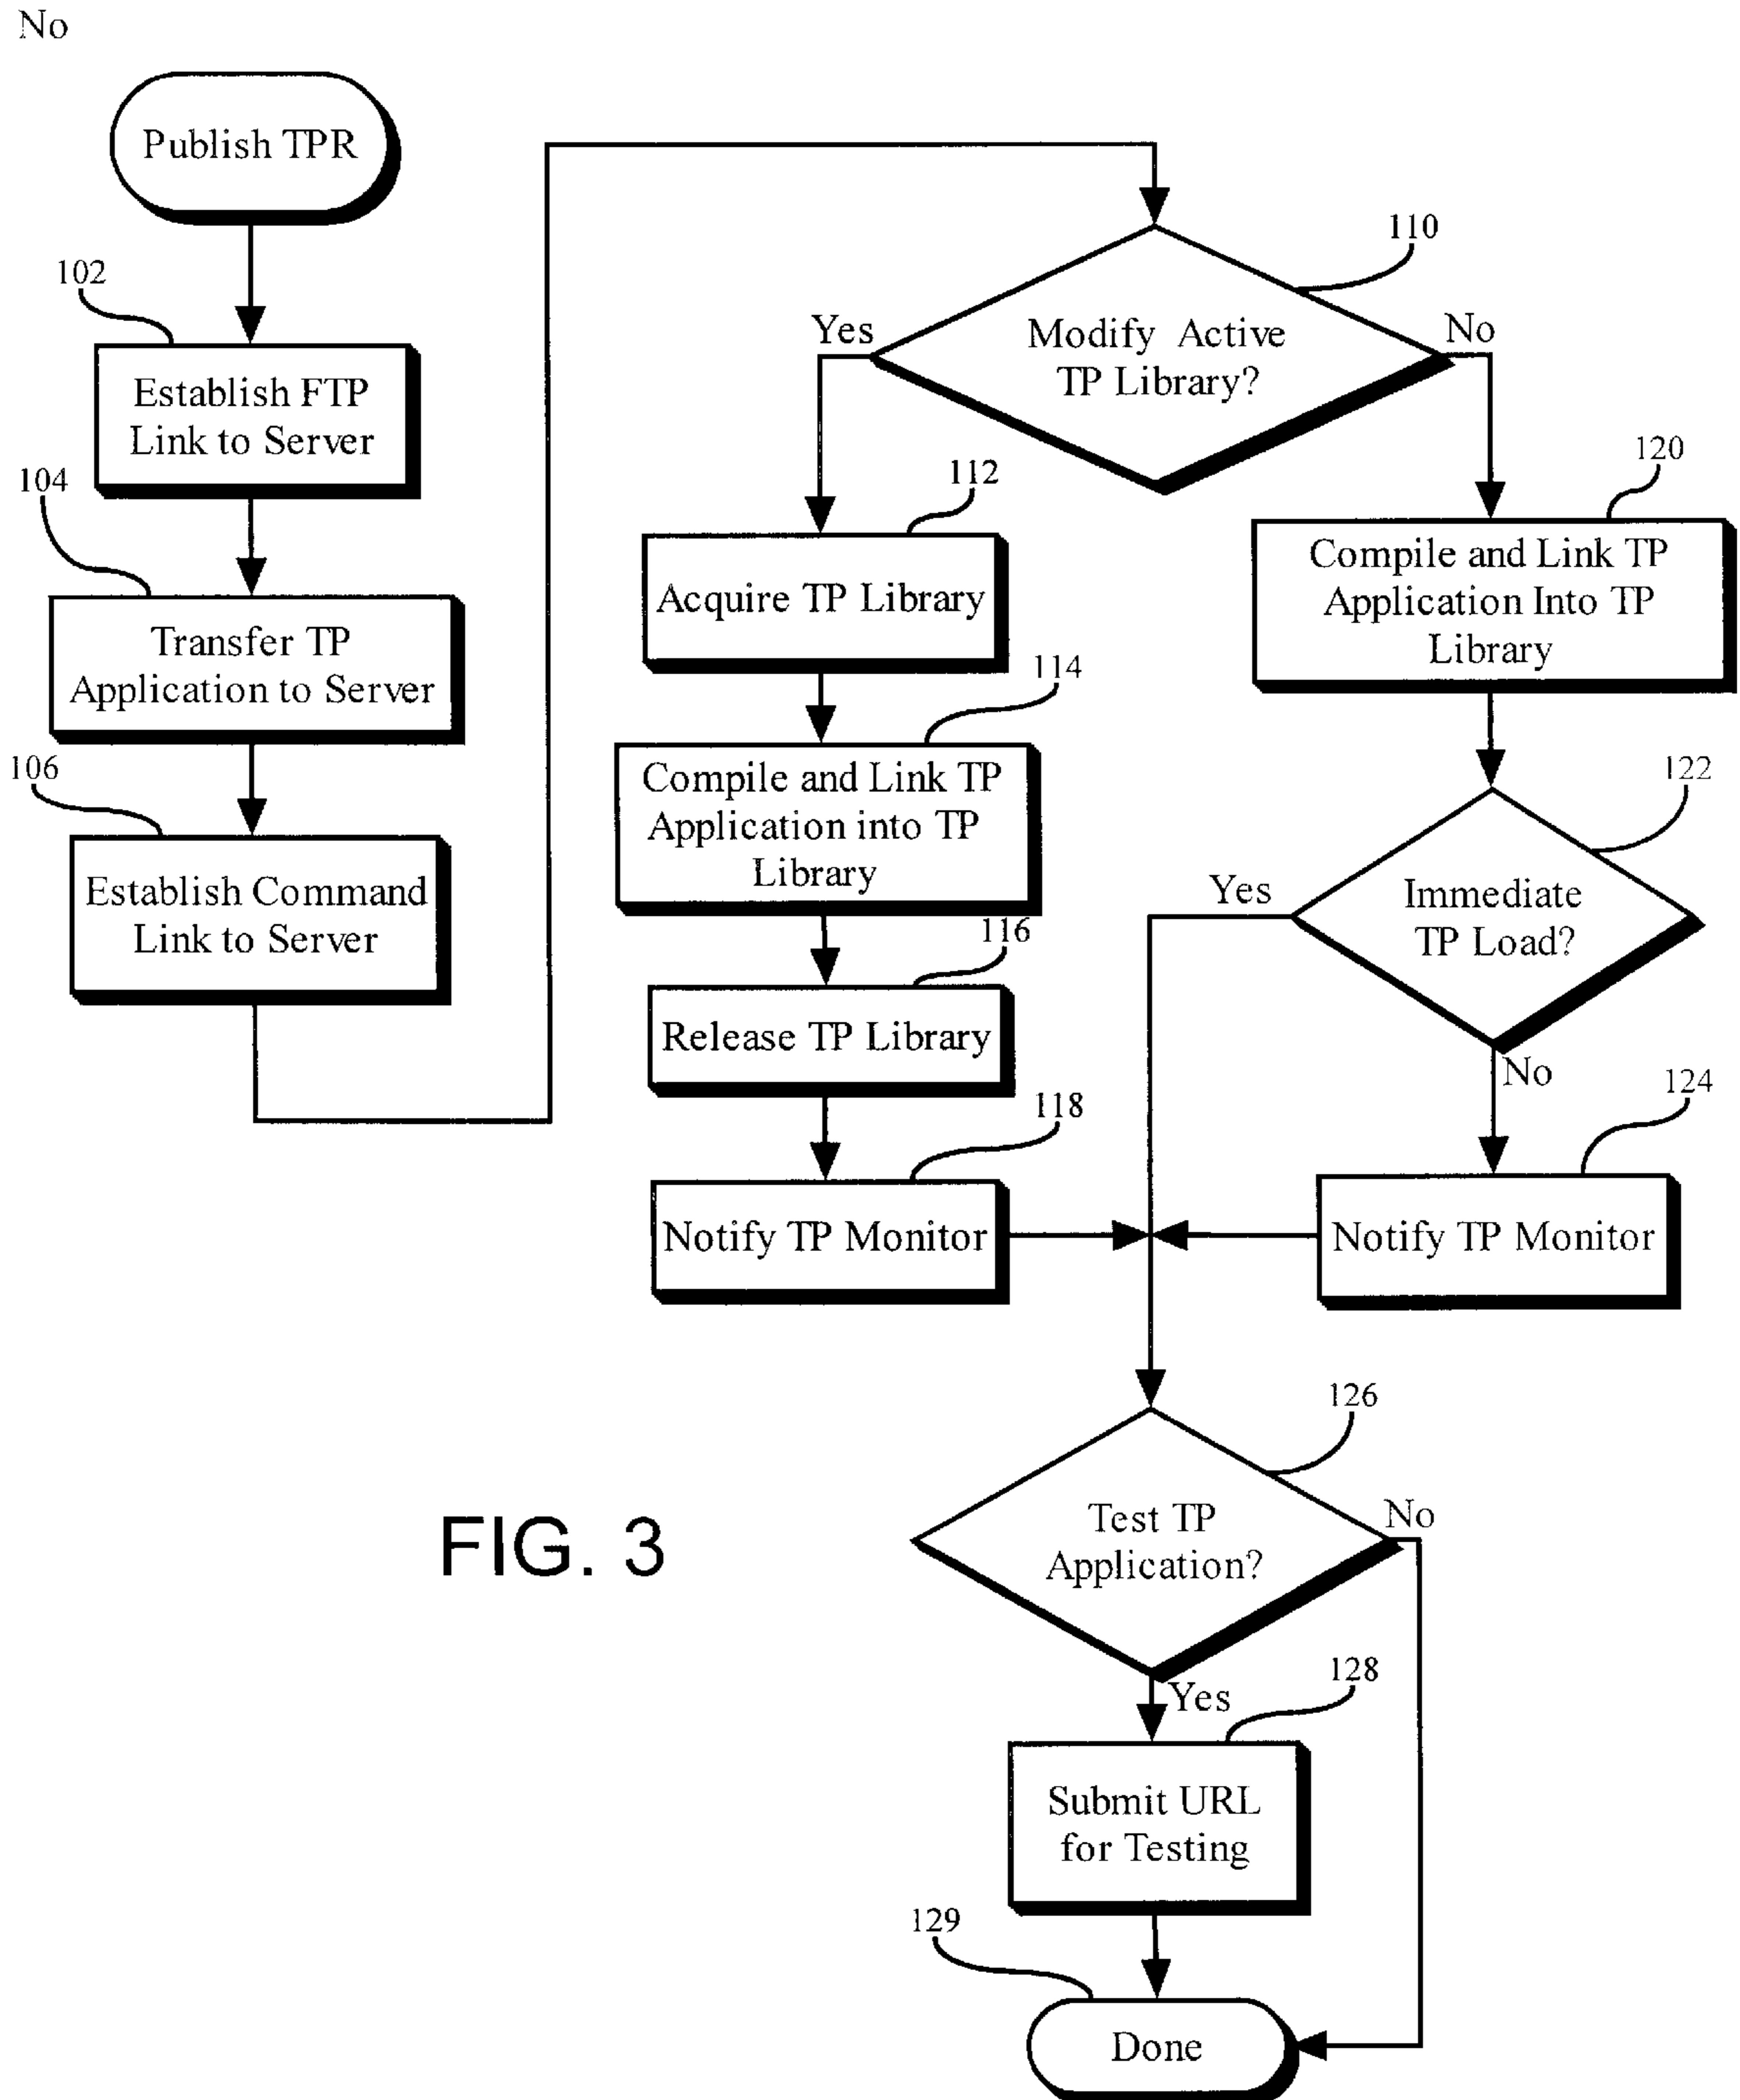 No
Publish TPR
102
Establish FTP
Link to Server
104
Transfer TP
Application to Server
106
Establish Command
Link to Server
110
Modify Active
TP Library?
Yes
No
112
Acquire TP Library
114
Compile and Link TP
Application into TP
Library
116
Release TP Library
118
Notify TP Monitor
120
Compile and Link TP
Application Into TP
Library
122
Immediate
TP Load?
Yes
No
124
Notify TP Monitor
126
Test TP
Application?
No
Yes
128
Submit URL
for Testing
129
Done
FIG. 3